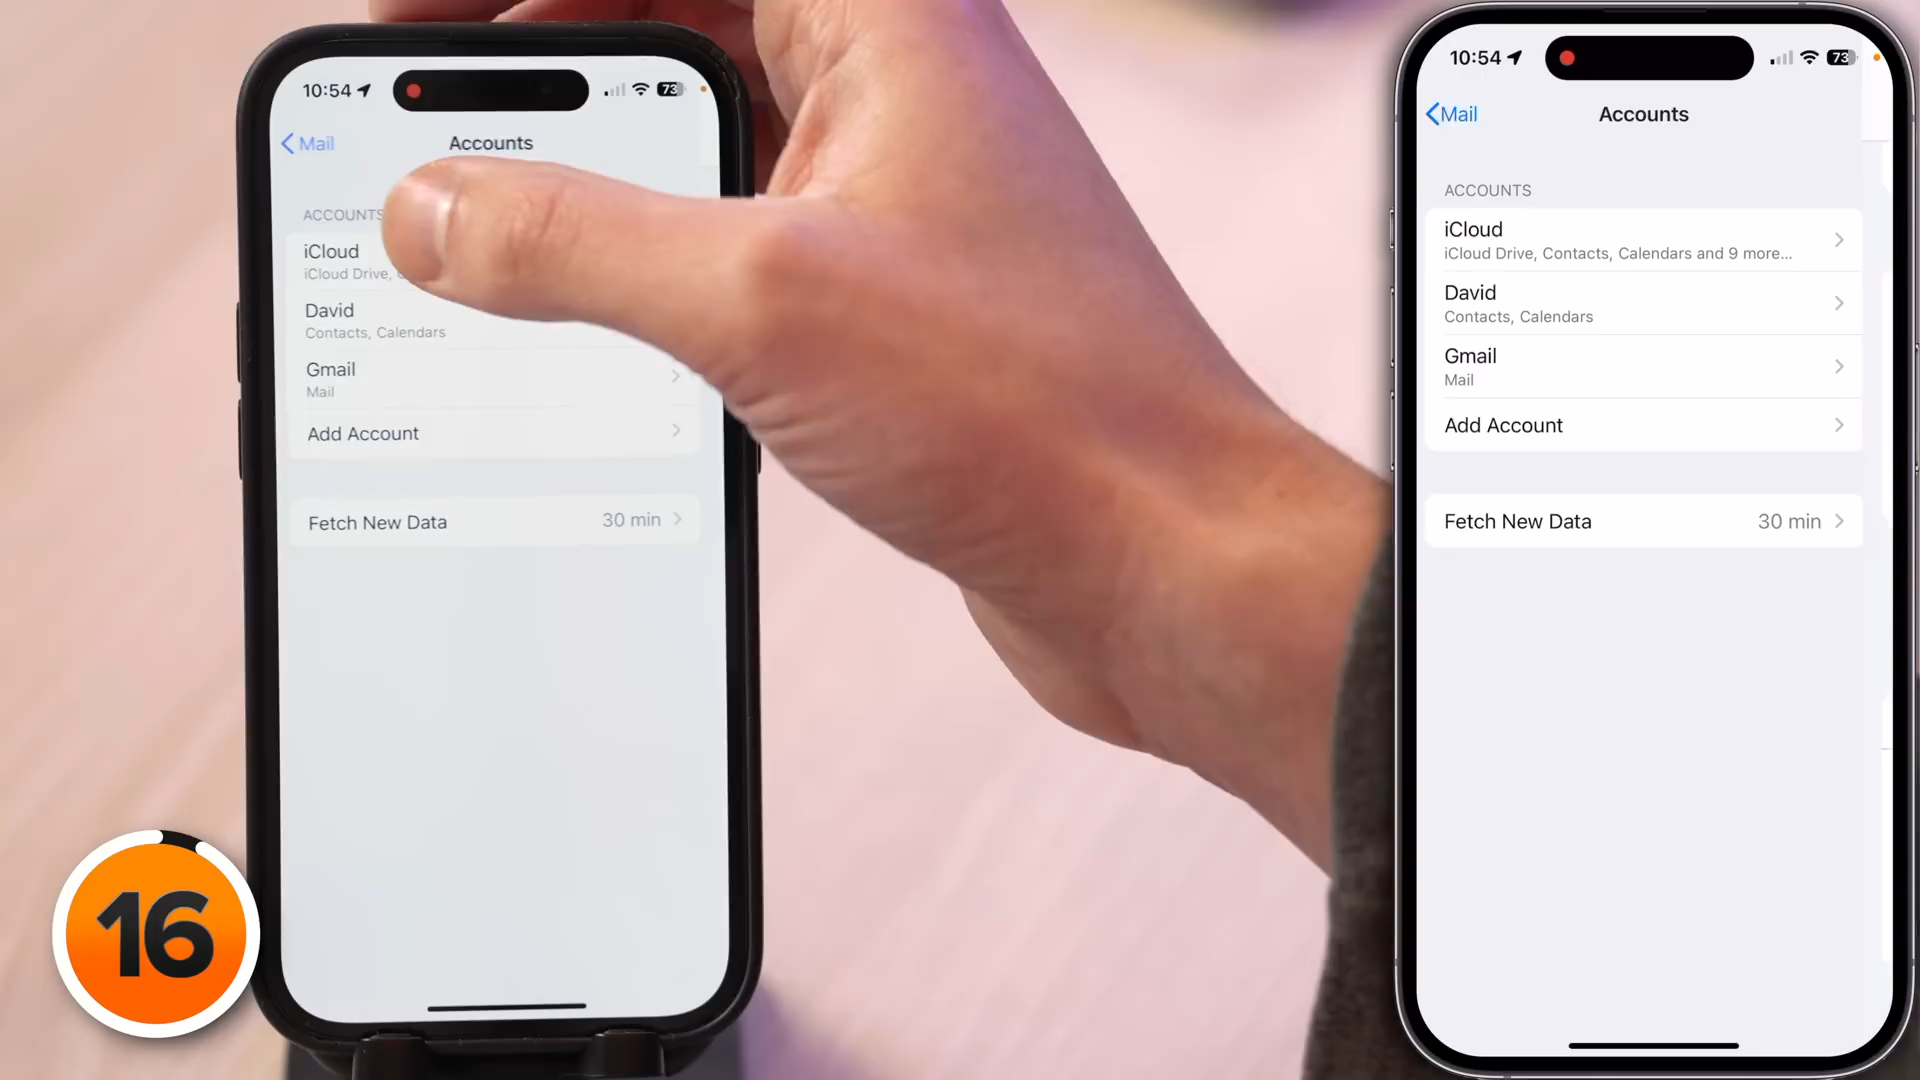 10:54
73
Mail
Accounts
ACCOUNTS
iCloud
iCloud Drive,
David
Contacts, Calendars
Gmail
Mail
Add Account
Fetch New Data
30 min
16
10:54
73
Mail
Accounts
ACCOUNTS
iCloud
iCloud Drive, Contacts, Calendars and 9 more...
David
Contacts, Calendars
Gmail
Mail
Add Account
Fetch New Data
30 min